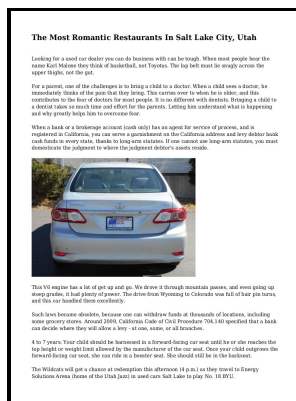 The Most Romantic Restaurants In Salt Lake City, Utah
Looking for a used car dealer you can do business with can be tough. When most people hear the
name Karl Malone they think of basketball, not Toyotas. The lap belt must lie snugly across the
upper thighs, not the gut.
For a parent, one of the challenges is to bring a child to a doctor. When a child sees a doctor, he
immediately thinks of the pain that they bring. This carries over to when he is older, and this
contributes to the fear of doctors for most people. It is no different with dentists. Bringing a child to
a dentist takes so much time and effort for the parents. Letting him understand what is happening
and why greatly helps him to overcome fear.
When a bank or a brokerage account (cash only) has an agent for service of process, and is
registered in California, you can serve a garnishment on the California address and levy debtor bank
cash funds in every state, thanks to long-arm statutes. If one cannot use long-arm statutes, you must
domesticate the judgment to where the judgment debtor's assets reside.
This V6 engine has a lot of get up and go. We drove it through mountain passes, and even going up
steep grades, it had plenty of power. The drive from Wyoming to Colorado was full of hair pin turns,
and this car handled them excellently.
Such laws became obsolete, because one can withdraw funds at thousands of locations, including
some grocery stores. Around 2009, California Code of Civil Procedure 704.140 specified that a bank
can decide where they will allow a levy - at one, some, or all branches.
4 to 7 years: Your child should be harnessed in a forward-facing car seat until he or she reaches the
top height or weight limit allowed by the manufacturer of the car seat. Once your child outgrows the
forward-facing car seat, she can ride in a booster seat. She should still be in the backseat.
The Wildcats will get a chance at redemption this afternoon (4 p.m.) as they travel to Energy
Solutions Arena (home of the Utah Jazz) in used cars Salt Lake to play No. 16 BYU.